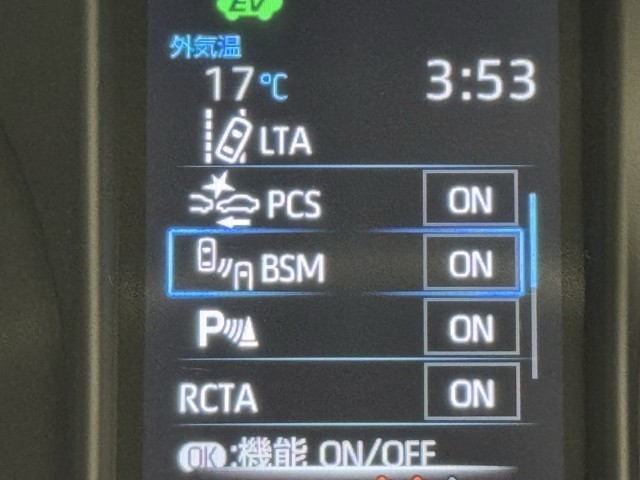 EV
外気温
17℃ 3:53
LTA
PCS ON
BSM ON
P ON
RCTA ON
OK:機能 ON/OFF